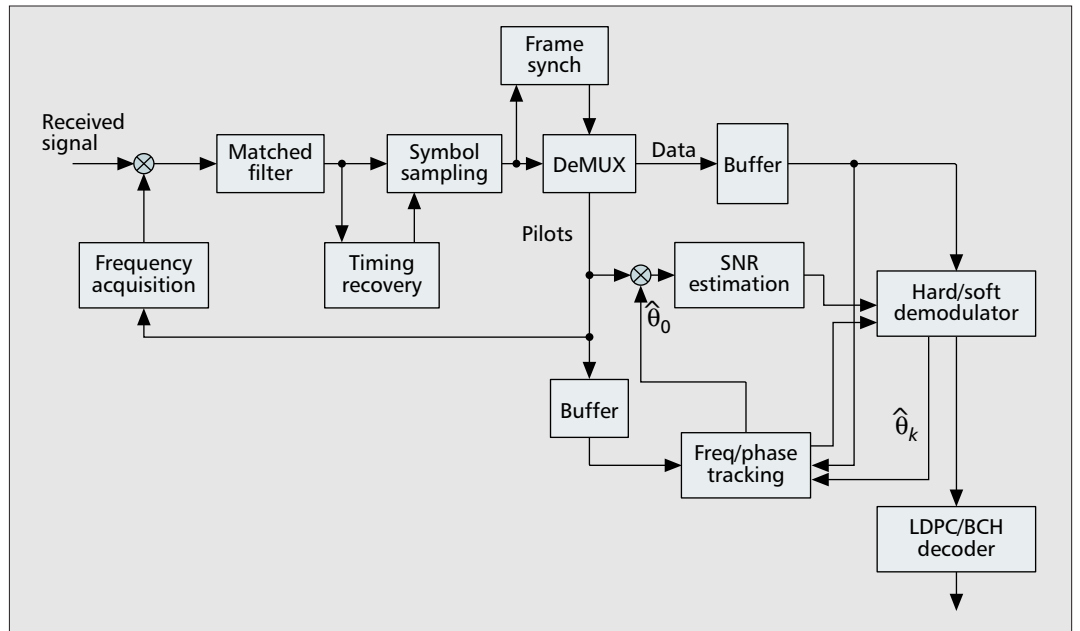 Frame
synch
Received
signal
Matched
filter
Symbol
sampling
DeMUX
Data
Buffer
Pilots
Frequency
acquisition
Timing
recovery
SNR
estimation
Hard/soft
demodulator
θ̂0
Buffer
Freq/phase
tracking
θ̂k
LDPC/BCH
decoder